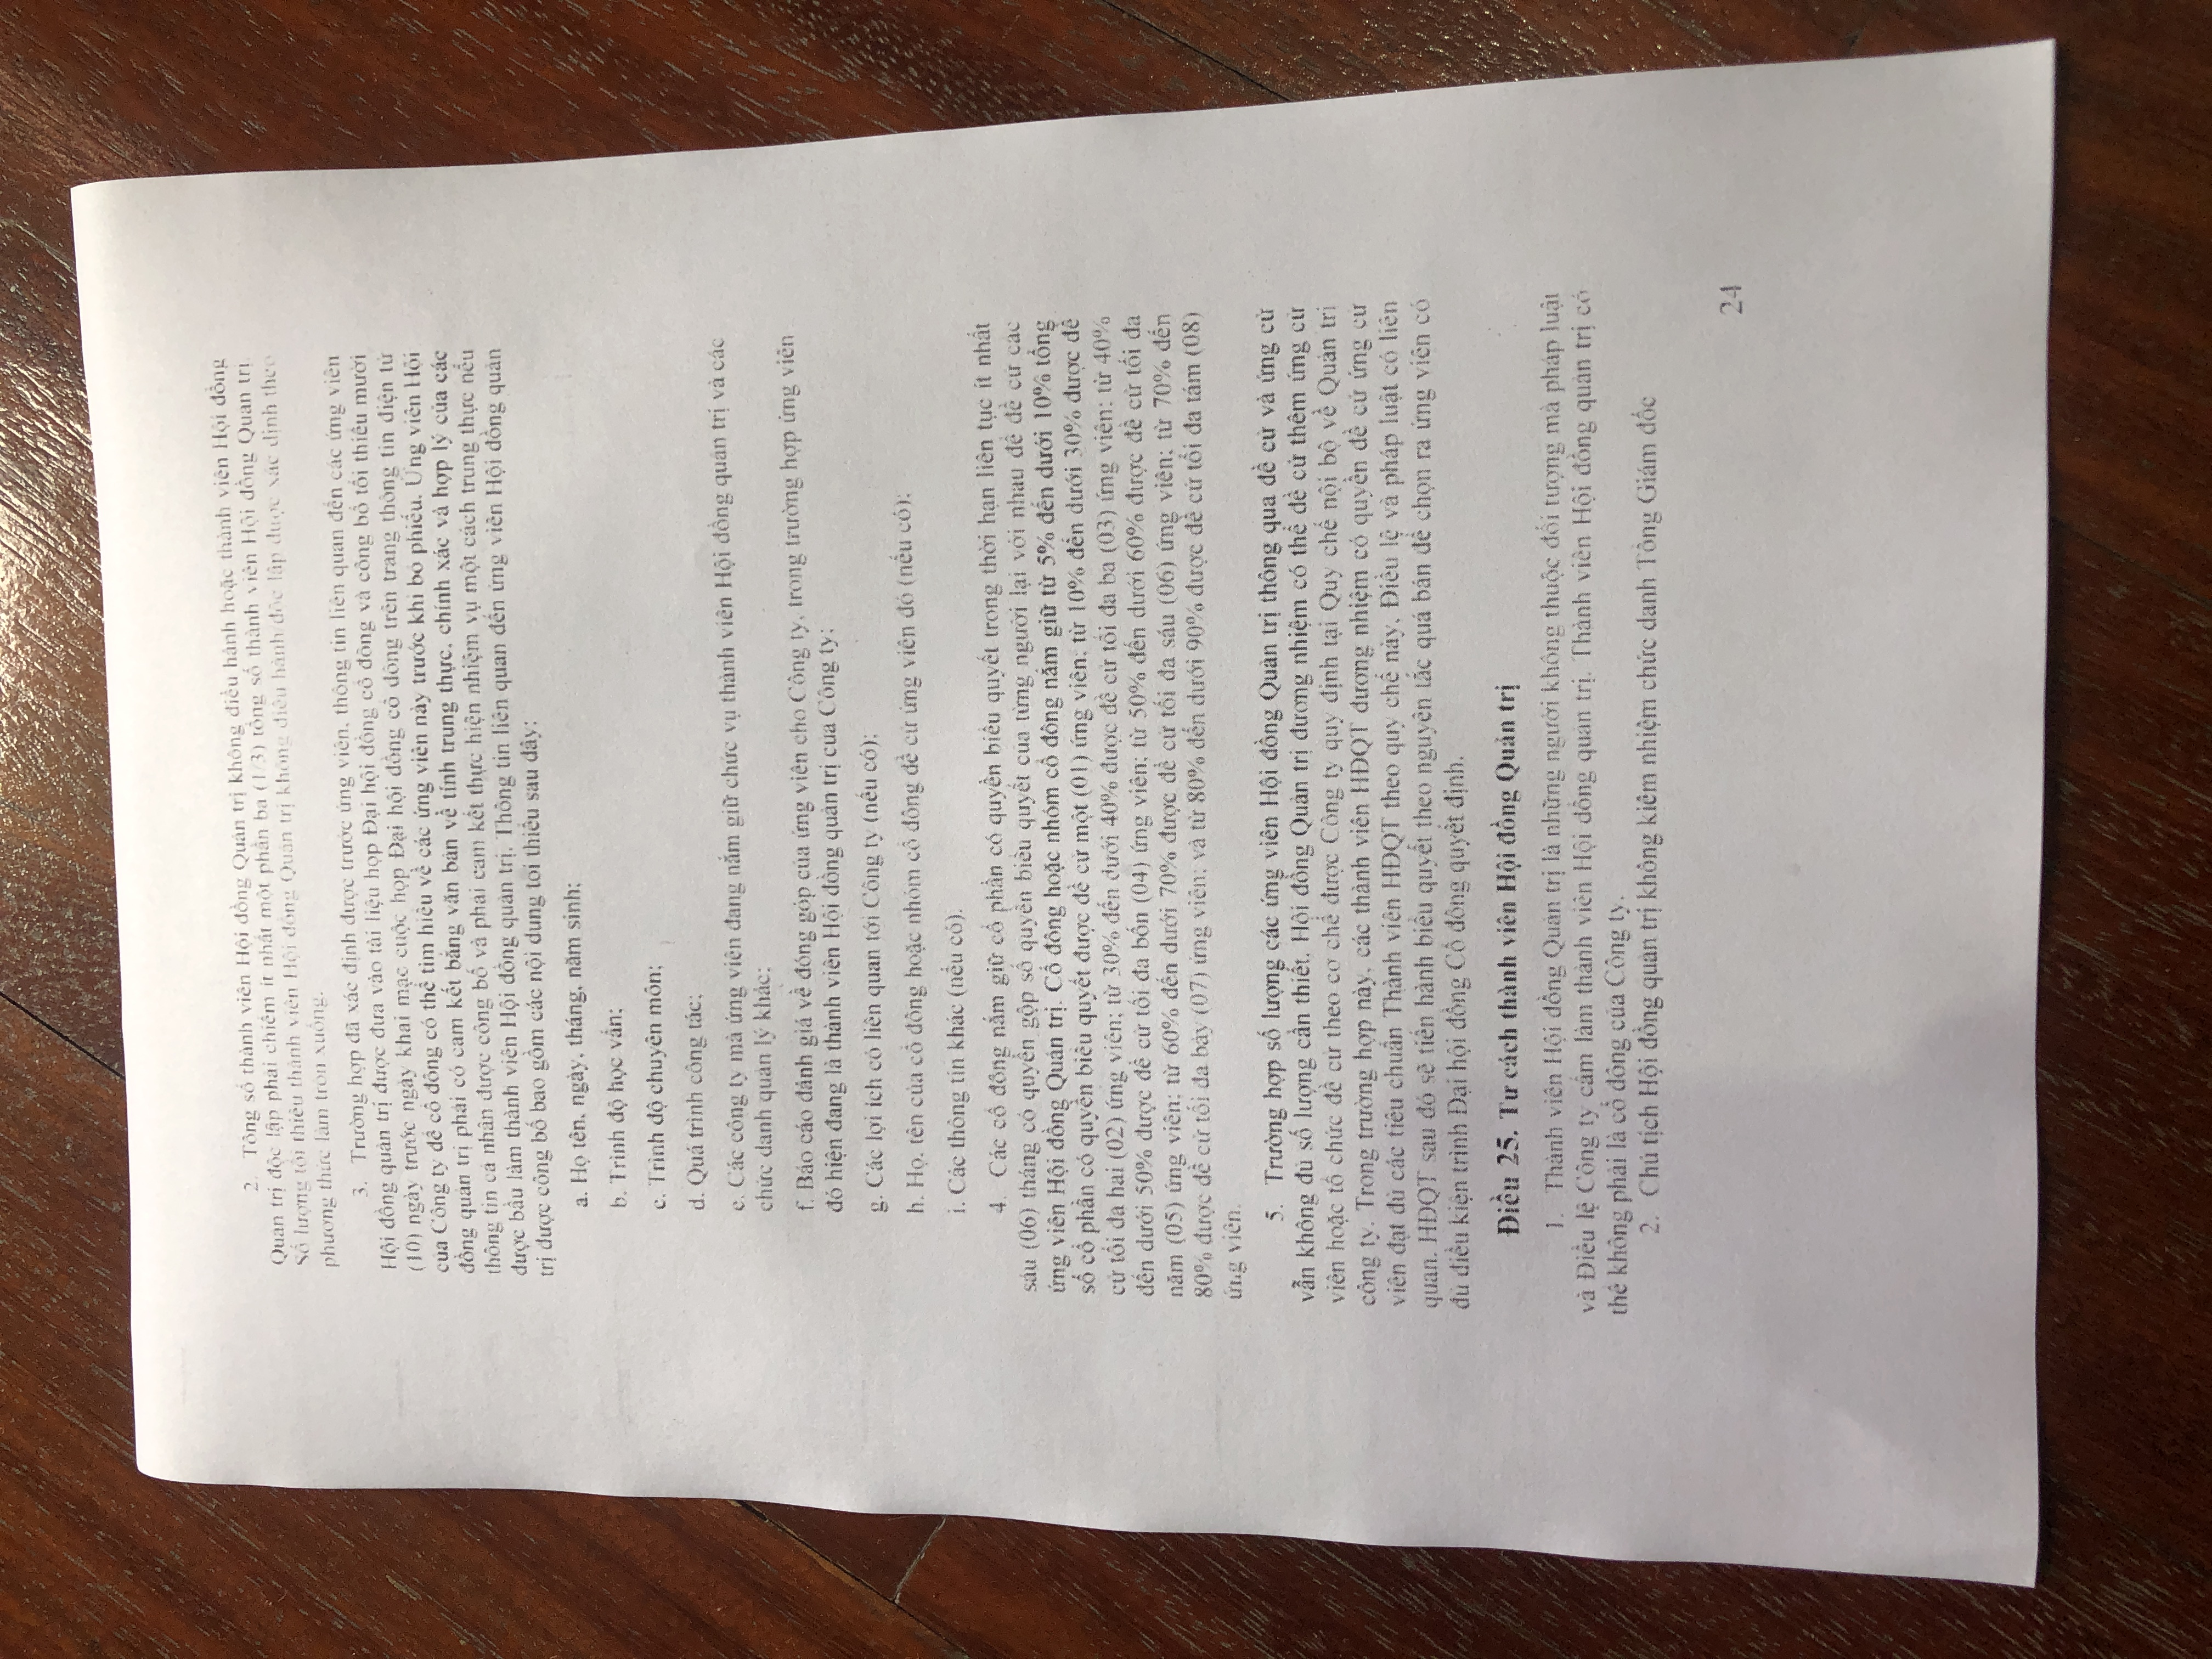 2. Tổng số thành viên Hội đồng Quản trị không điều hành hoặc thành viên Hội đồng
Quản trị độc lập phải chiếm ít nhất một phần ba (1/3) tổng số thành viên Hội đồng Quản trị.
Số lượng tối thiểu thành viên Hội đồng Quản trị không điều hành/độc lập được xác định theo
phương thức làm tròn xuống.
3. Trường hợp đã xác định được trước ứng viên, thông tin liên quan đến các ứng viên
Hội đồng quản trị được đưa vào tài liệu họp Đại hội đồng cổ đông và công bố tối thiểu mười
(10) ngày trước ngày khai mạc cuộc họp Đại hội đồng cổ đông trên trang thông tin điện tử
của Công ty để cổ đông có thể tìm hiểu về các ứng viên này trước khi bỏ phiếu. Ứng viên Hội
đồng quản trị phải có cam kết bằng văn bản về tính trung thực, chính xác và hợp lý của các
thông tin cá nhân được công bố và phải cam kết thực hiện nhiệm vụ một cách trung thực nếu
được bầu làm thành viên Hội đồng quản trị. Thông tin liên quan đến ứng viên Hội đồng quản
trị được công bố bao gồm các nội dung tối thiểu sau đây:
a. Họ tên, ngày, tháng, năm sinh;
b. Trình độ học vấn;
c. Trình độ chuyên môn;
d. Quá trình công tác;
e. Các công ty mà ứng viên đang nắm giữ chức vụ thành viên Hội đồng quản trị và các
chức danh quản lý khác;
f. Báo cáo đánh giá về đóng góp của ứng viên cho Công ty, trong trường hợp ứng viên
đó hiện đang là thành viên Hội đồng quản trị của Công ty;
g. Các lợi ích có liên quan tới Công ty (nếu có);
h. Họ, tên của cổ đông hoặc nhóm cổ đông đề cử ứng viên đó (nếu có);
i. Các thông tin khác (nếu có).
4. Các cổ đông nắm giữ cổ phần có quyền biểu quyết trong thời hạn liên tục ít nhất
sáu (06) tháng có quyền gộp số quyền biểu quyết của từng người lại với nhau để đề cử các
ứng viên Hội đồng Quản trị. Cổ đông hoặc nhóm cổ đông nắm giữ từ 5% đến dưới 10% tổng
số cổ phần có quyền biểu quyết được đề cử một (01) ứng viên; từ 10% đến dưới 30% được đề
cử tối đa hai (02) ứng viên; từ 30% đến dưới 40% được đề cử tối đa ba (03) ứng viên; từ 40%
đến dưới 50% được đề cử tối đa bốn (04) ứng viên; từ 50% đến dưới 60% được đề cử tối đa
năm (05) ứng viên; từ 60% đến dưới 70% được đề cử tối đa sáu (06) ứng viên; từ 70% đến
80% được đề cử tối đa bảy (07) ứng viên; và từ 80% đến dưới 90% được đề cử tối đa tám (08)
ứng viên.
5. Trường hợp số lượng các ứng viên Hội đồng Quản trị thông qua đề cử và ứng cử
vẫn không đủ số lượng cần thiết, Hội đồng Quản trị đương nhiệm có thể đề cử thêm ứng cử
viên hoặc tổ chức đề cử theo cơ chế được Công ty quy định tại Quy chế nội bộ về Quản trị
công ty. Trong trường hợp này, các thành viên HĐQT đương nhiệm có quyền đề cử ứng cử
viên đạt đủ các tiêu chuẩn Thành viên HĐQT theo quy chế này, Điều lệ và pháp luật có liên
quan. HĐQT sau đó sẽ tiến hành biểu quyết theo nguyên tắc quá bán để chọn ra ứng viên có
đủ điều kiện trình Đại hội đồng Cổ đông quyết định.
Điều 25. Tư cách thành viên Hội đồng Quản trị
1. Thành viên Hội đồng Quản trị là những người không thuộc đối tượng mà pháp luật
và Điều lệ Công ty cấm làm thành viên Hội đồng quản trị. Thành viên Hội đồng quản trị có
thể không phải là cổ đông của Công ty.
2. Chủ tịch Hội đồng quản trị không kiêm nhiệm chức danh Tổng Giám đốc
24